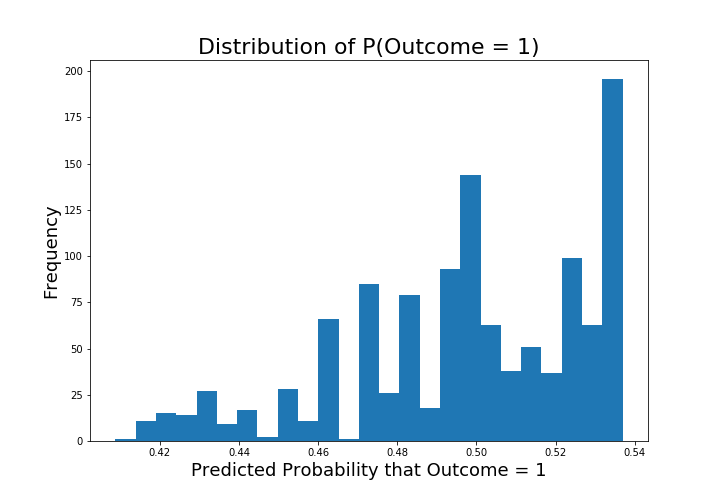 Distribution of P(Outcome = 1)
Frequency
200
175
150
125
100
75
50
25
0
0.42 0.44 0.46 0.48 0.50 0.52 0.54
Predicted Probability that Outcome = 1